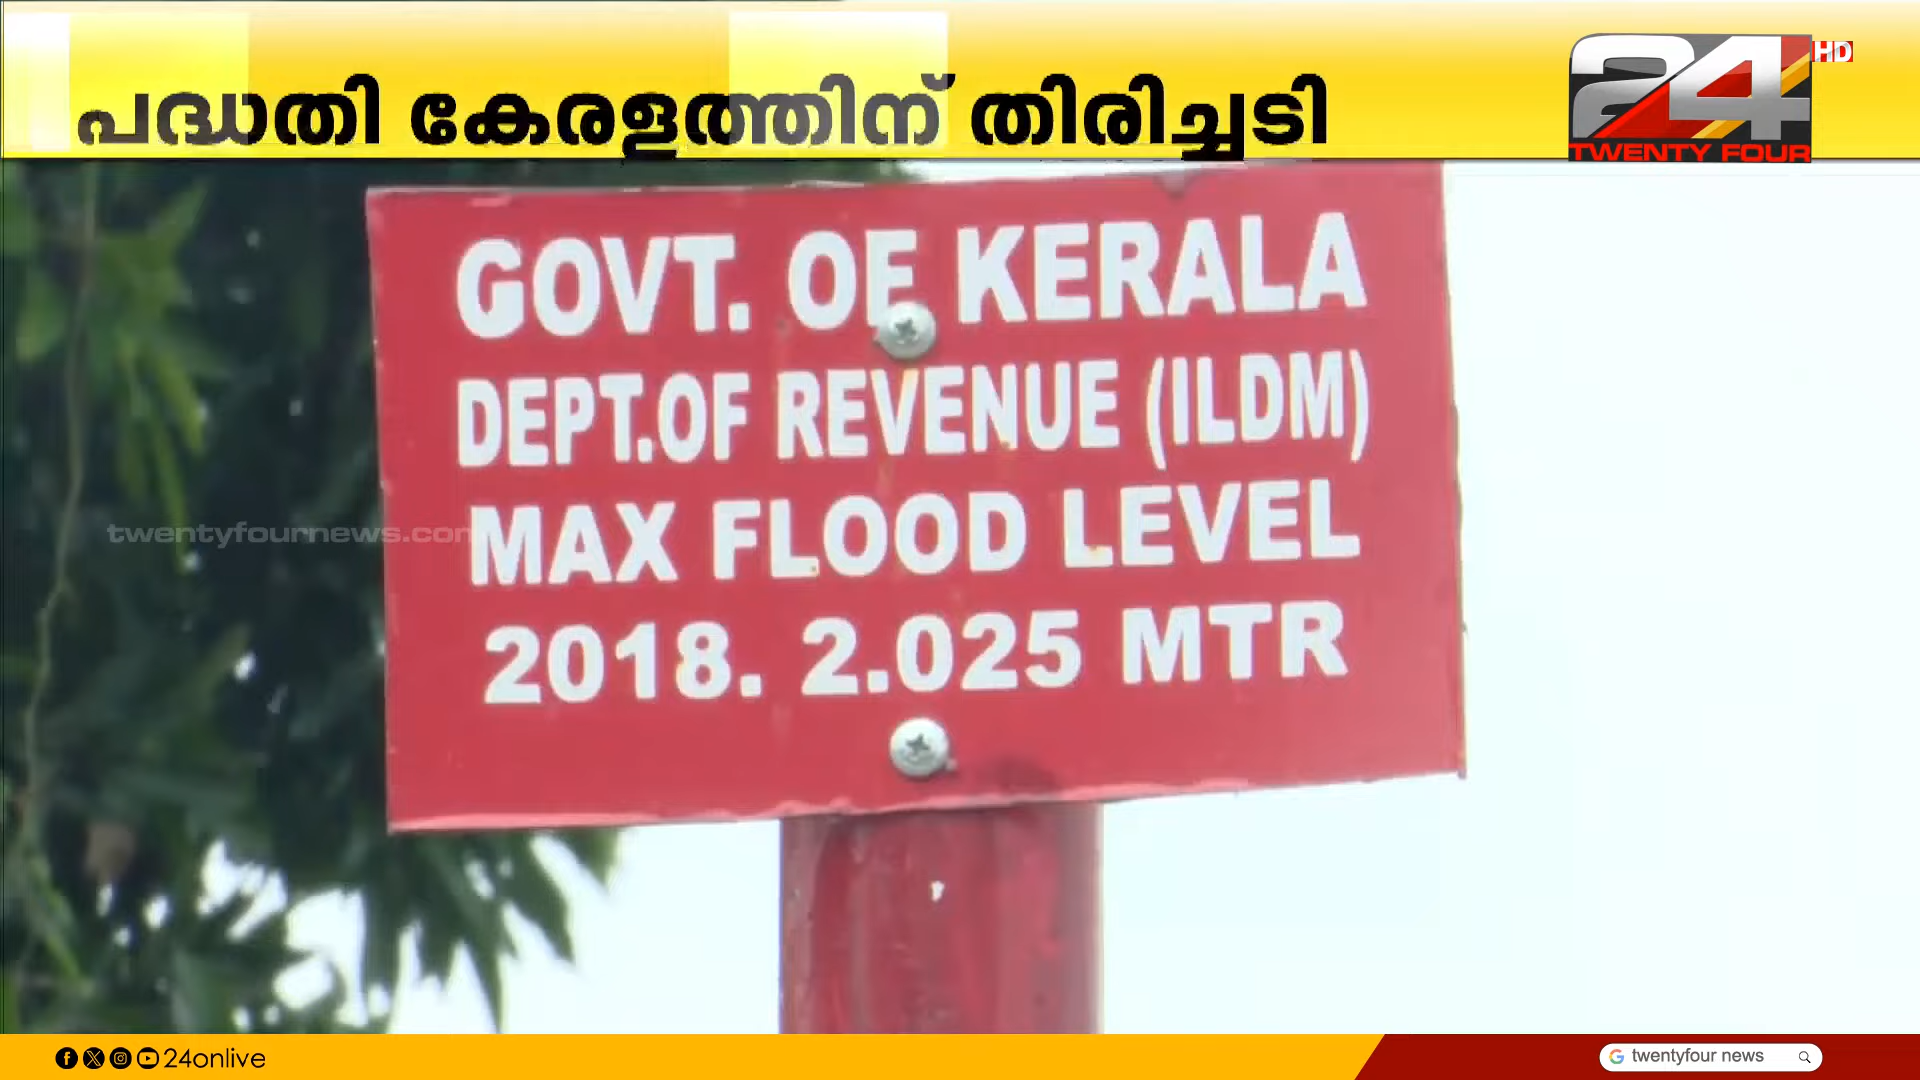 പദ്ധതി കേരളത്തിന് തിരിച്ചടി
24 HD
TWENTY FOUR
GOVT. OF KERALA
DEPT.OF REVENUE (ILDM)
twentyfournews.com
MAX FLOOD LEVEL
2018. 2.025 MTR
24onlive
twentyfour news